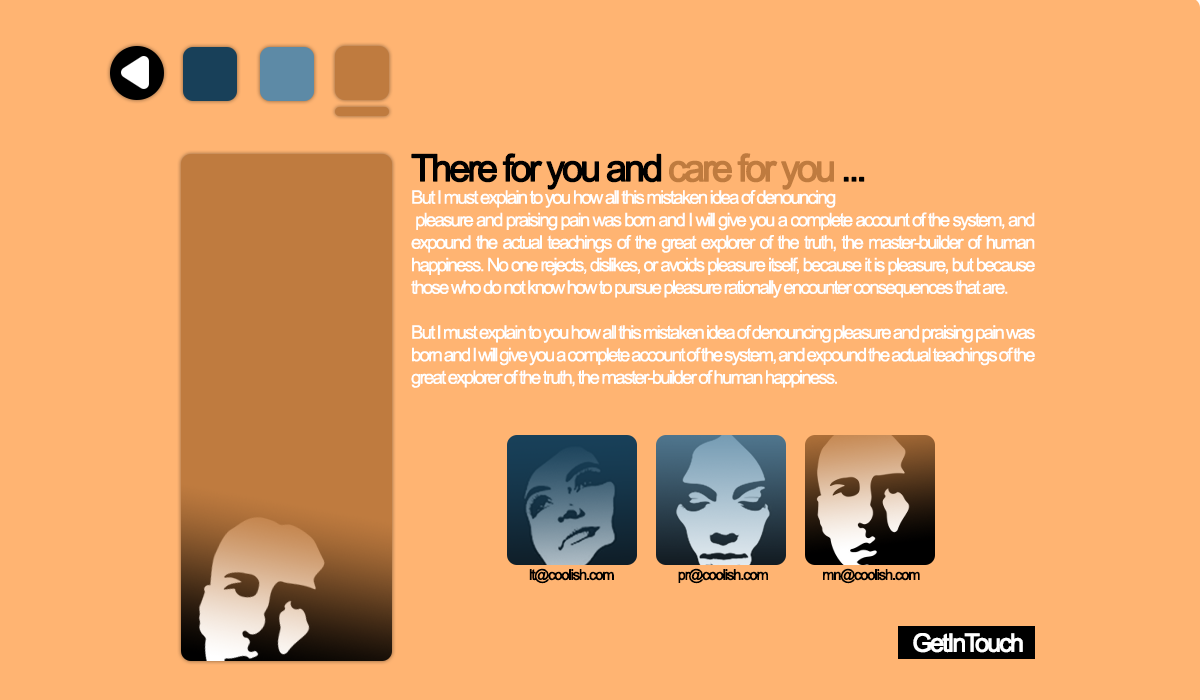 There for you and care for you ...
But I must explain to you how all this mistaken idea of denouncing
pleasure and praising pain was born and I will give you a complete account of the system, and
expound the actual teachings of the great explorer of the truth, the master-builder of human
happiness. No one rejects, dislikes, or avoids pleasure itself, because it is pleasure, but because
those who do not know how to pursue pleasure rationally encounter consequences that are.
But I must explain to you how all this mistaken idea of denouncing pleasure and praising pain was
born and I will give you a complete account of the system, and expound the actual teachings of the
great explorer of the truth, the master-builder of human happiness.
lt@coolish.com
pr@coolish.com
mn@coolish.com
GetInTouch